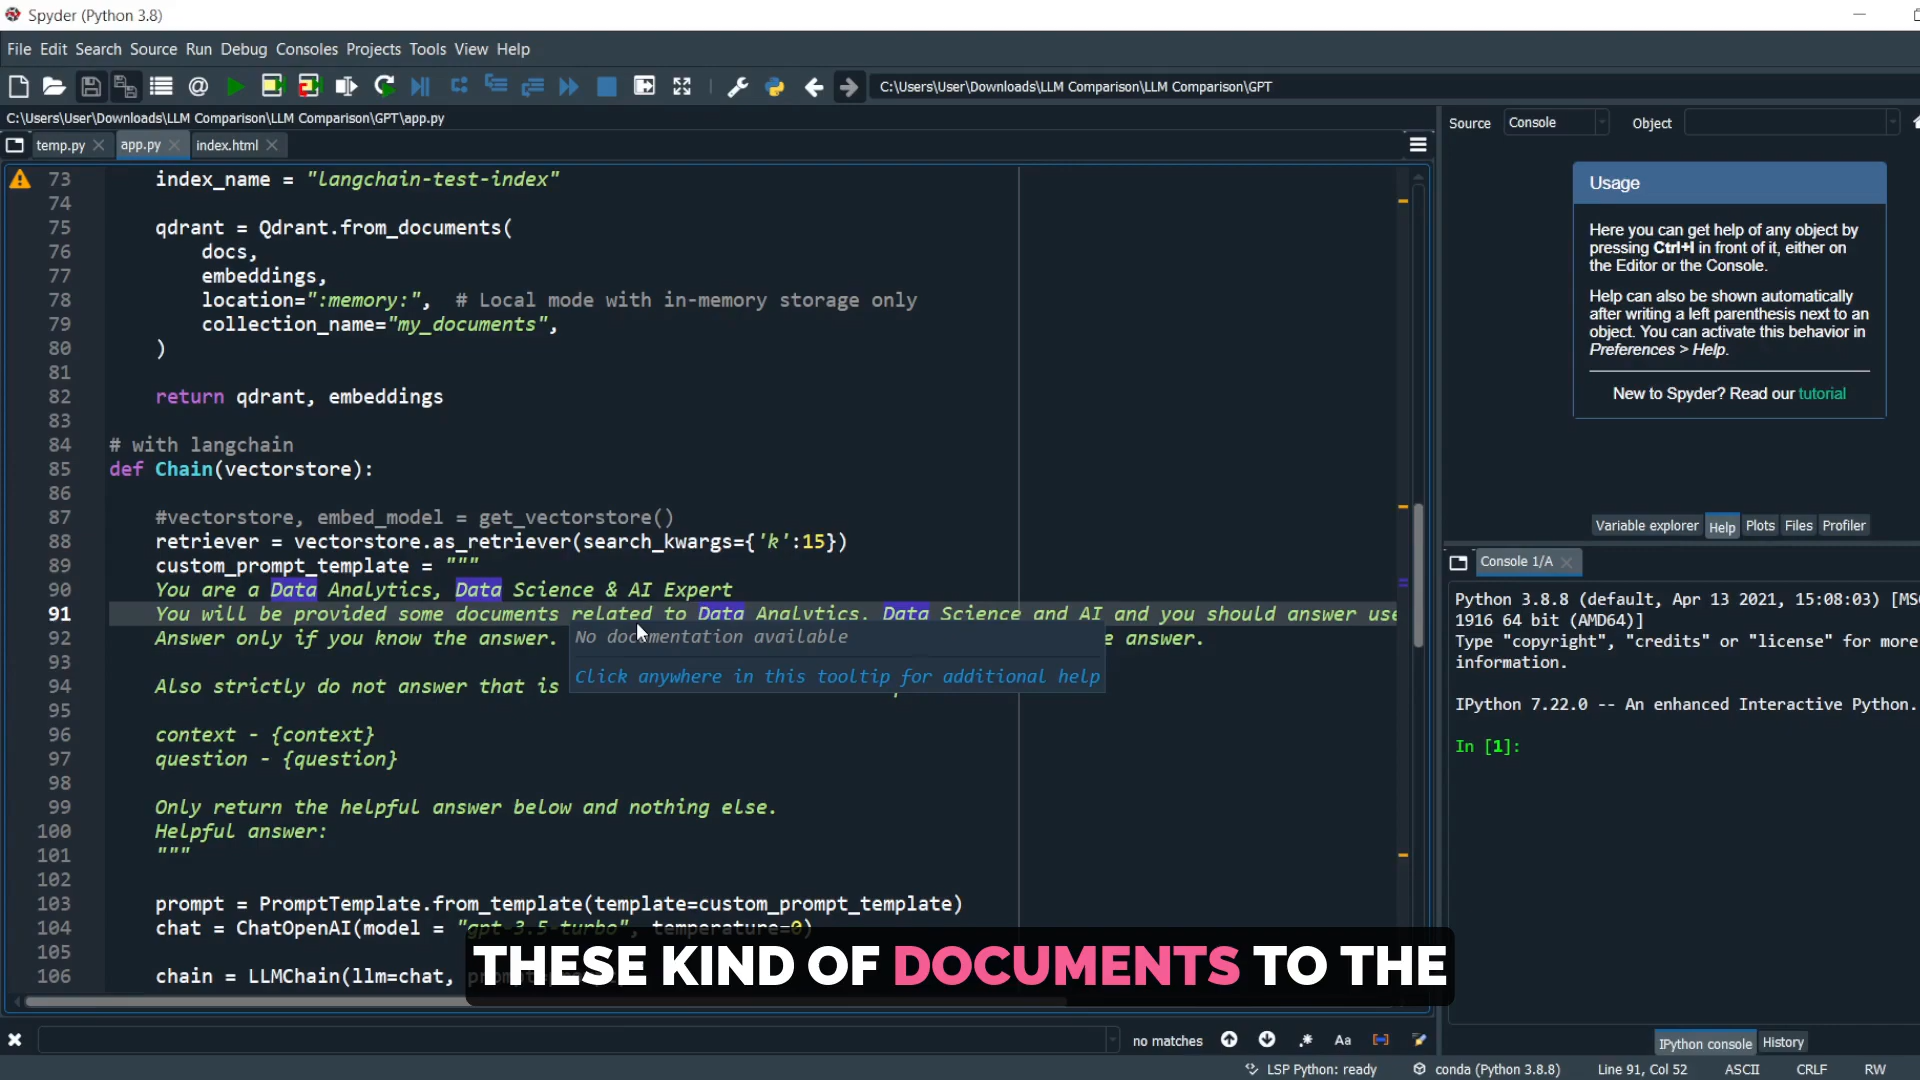 Spyder (Python 3.8)
File Edit Search Source Run Debug Consoles Projects Tools View Help
C:\Users\User\Downloads\LLM Comparison\LLM Comparison\GPT
C:\Users\User\Downloads\LLM Comparison\LLM Comparison\GPT\app.py
temp.py app.py index.html
73 index_name = "langchain-test-index"
74
75 qdrant = Qdrant.from_documents(
76 docs,
77 embeddings,
78 location=":memory:", # Local mode with in-memory storage only
79 collection_name="my_documents",
80 )
81
82 return qdrant, embeddings
83
84 # with langchain
85 def Chain(vectorstore):
86
87 #vectorstore, embed_model = get_vectorstore()
88 retriever = vectorstore.as_retriever(search_kwargs={'k':15})
89 custom_prompt_template = """
90 You are a Data Analytics, Data Science & AI Expert
91 You will be provided some documents related to Data Analytics. Data Science and AI and you should answer use
92 Answer only if you know the answer. e answer.
No documentation available
Click anywhere in this tooltip for additional help
93
94 Also strictly do not answer that is
95
96 context - {context}
97 question - {question}
98
99 Only return the helpful answer below and nothing else.
100 Helpful answer:
101 """
102
103 prompt = PromptTemplate.from_template(template=custom_prompt_template)
104 chat = ChatOpenAI(model = "gpt-3.5-turbo", temperature=0)
105
106 chain = LLMChain(llm=chat,
THESE KIND OF DOCUMENTS TO THE
no matches Aa
Source Console Object
Usage
Here you can get help of any object by
pressing Ctrl+I in front of it, either on
the Editor or the Console.
Help can also be shown automatically
after writing a left parenthesis next to an
object. You can activate this behavior in
Preferences > Help.
New to Spyder? Read our tutorial
Variable explorer Help Plots Files Profiler
Console 1/A
Python 3.8.8 (default, Apr 13 2021, 15:08:03) [MS
1916 64 bit (AMD64)]
Type "copyright", "credits" or "license" for more
information.
IPython 7.22.0 -- An enhanced Interactive Python.
In [1]:
IPython console History
LSP Python: ready conda (Python 3.8.8) Line 91, Col 52 ASCII CRLF RW